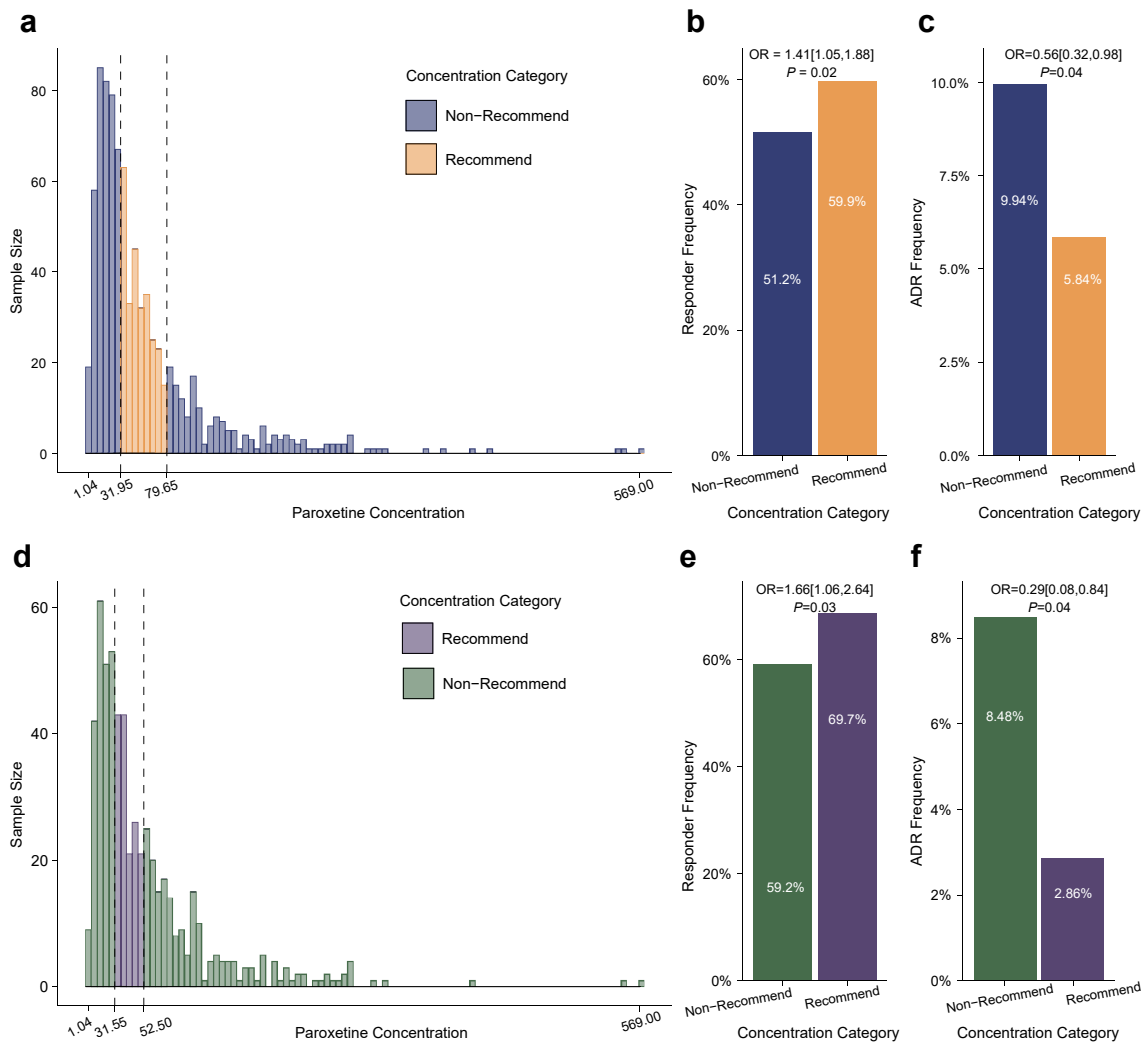 a
Concentration Category
Non−Recommend
Recommend
Sample Size
80
60
40
20
0
1.04
31.95
79.65
569.00
Paroxetine Concentration
b
OR = 1.41[1.05,1.88]
P = 0.02
Responder Frequency
60%
40%
20%
0%
51.2%
59.9%
Non−Recommend
Recommend
Concentration Category
c
OR=0.56[0.32,0.98]
P=0.04
ADR Frequency
10.0%
7.5%
5.0%
2.5%
0.0%
9.94%
5.84%
Non−Recommend
Recommend
Concentration Category
d
Concentration Category
Recommend
Non−Recommend
Sample Size
60
40
20
0
1.04
31.55
52.50
569.00
Paroxetine Concentration
e
OR=1.66[1.06,2.64]
P=0.03
Responder Frequency
60%
40%
20%
0%
59.2%
69.7%
Non−Recommend
Recommend
Concentration Category
f
OR=0.29[0.08,0.84]
P=0.04
ADR Frequency
8%
6%
4%
2%
0%
8.48%
2.86%
Non−Recommend
Recommend
Concentration Category